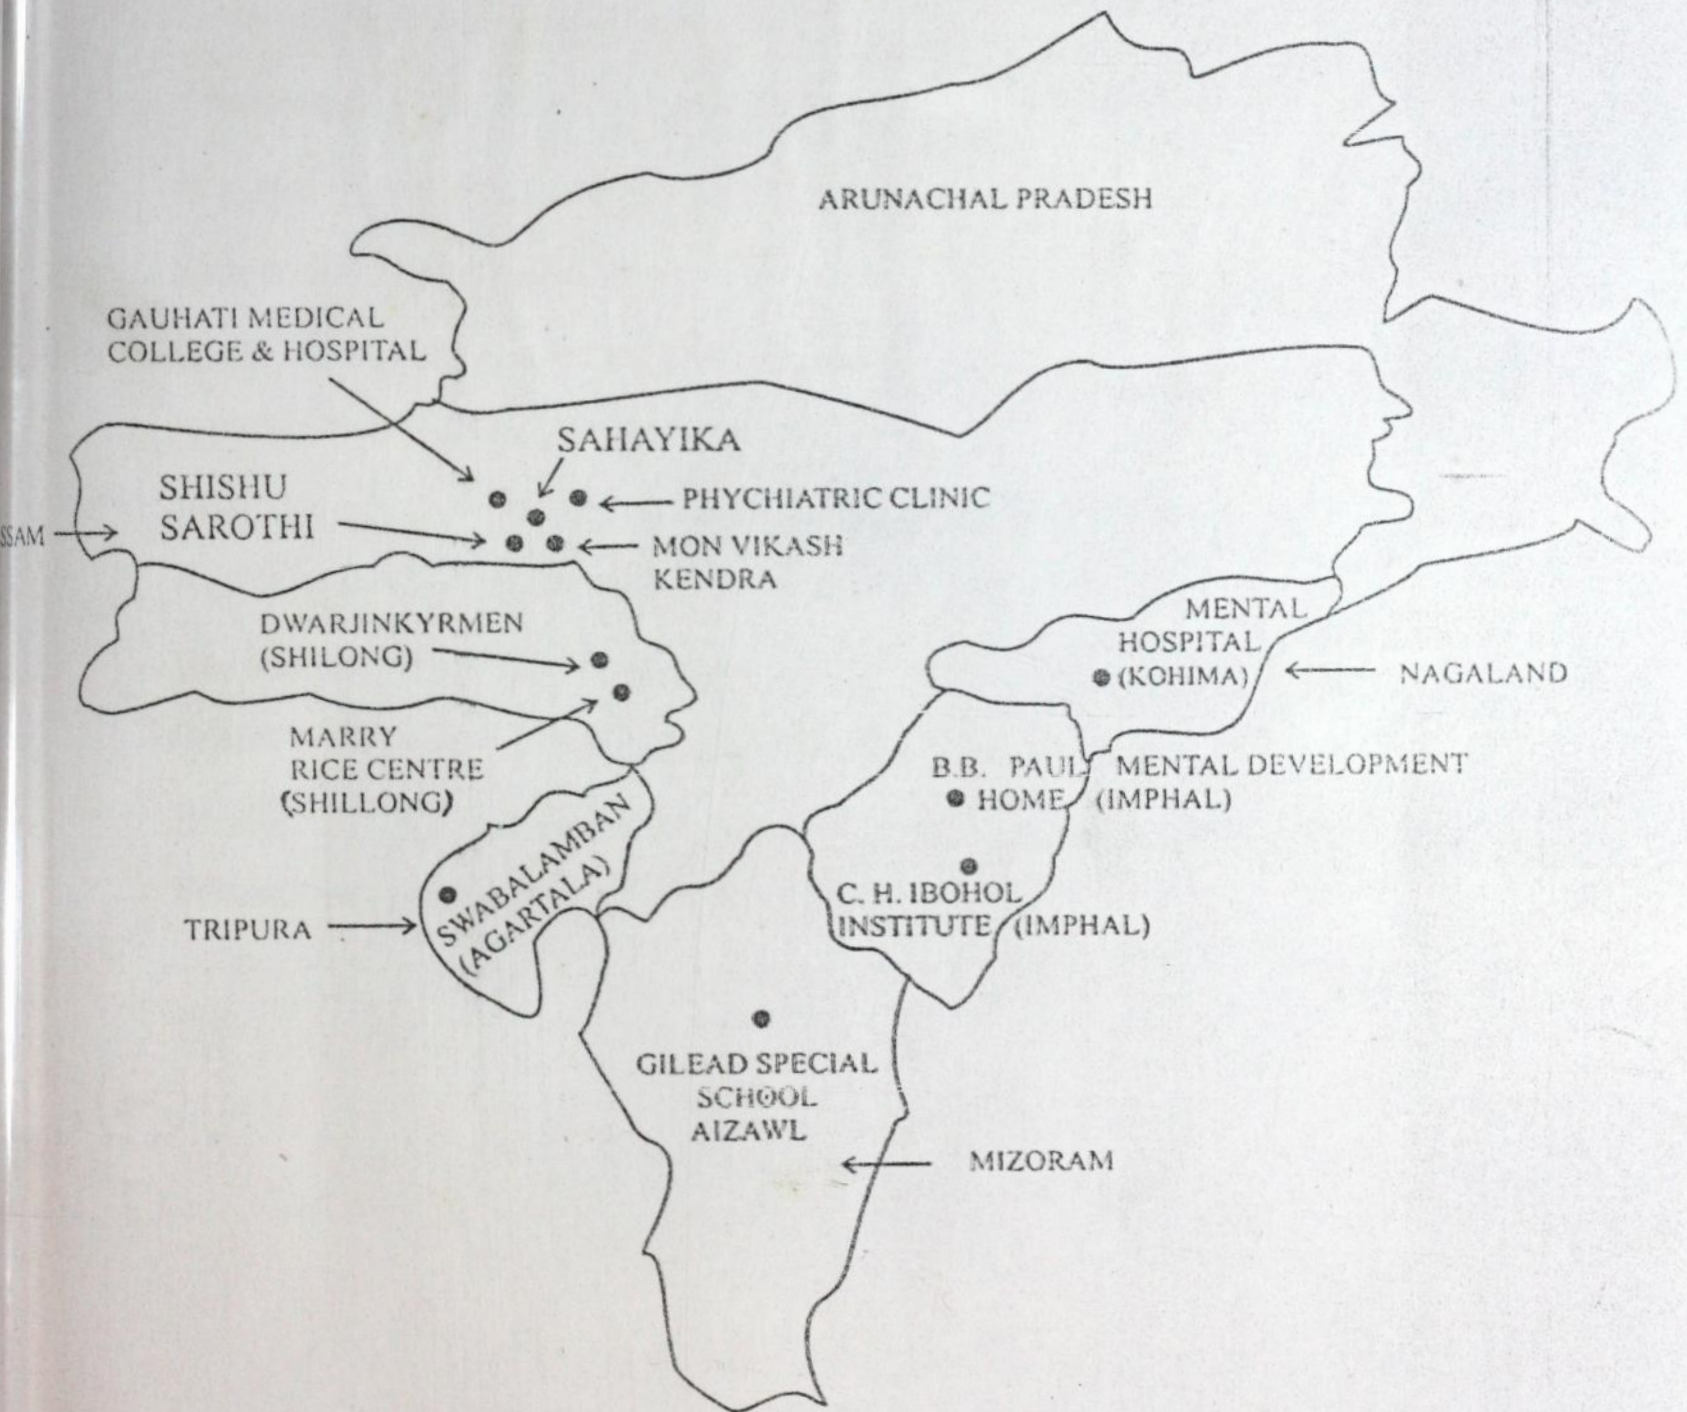 ARUNACHAL PRADESH
GAUHATI MEDICAL
COLLEGE & HOSPITAL
SAHAYIKA
SHISHU
SAROTHI
PHYCHIATRIC CLINIC
SSAM
MON VIKASH
KENDRA
DWARJINKYRMEN
(SHILONG)
MENTAL
HOSPITAL
(KOHIMA)
NAGALAND
MARRY
RICE CENTRE
(SHILLONG)
B.B. PAUL MENTAL DEVELOPMENT
HOME (IMPHAL)
SWABALAMBAN
(AGARTALA)
TRIPURA
C. H. IBOHOL
INSTITUTE (IMPHAL)
GILEAD SPECIAL
SCHOOL
AIZAWL
MIZORAM